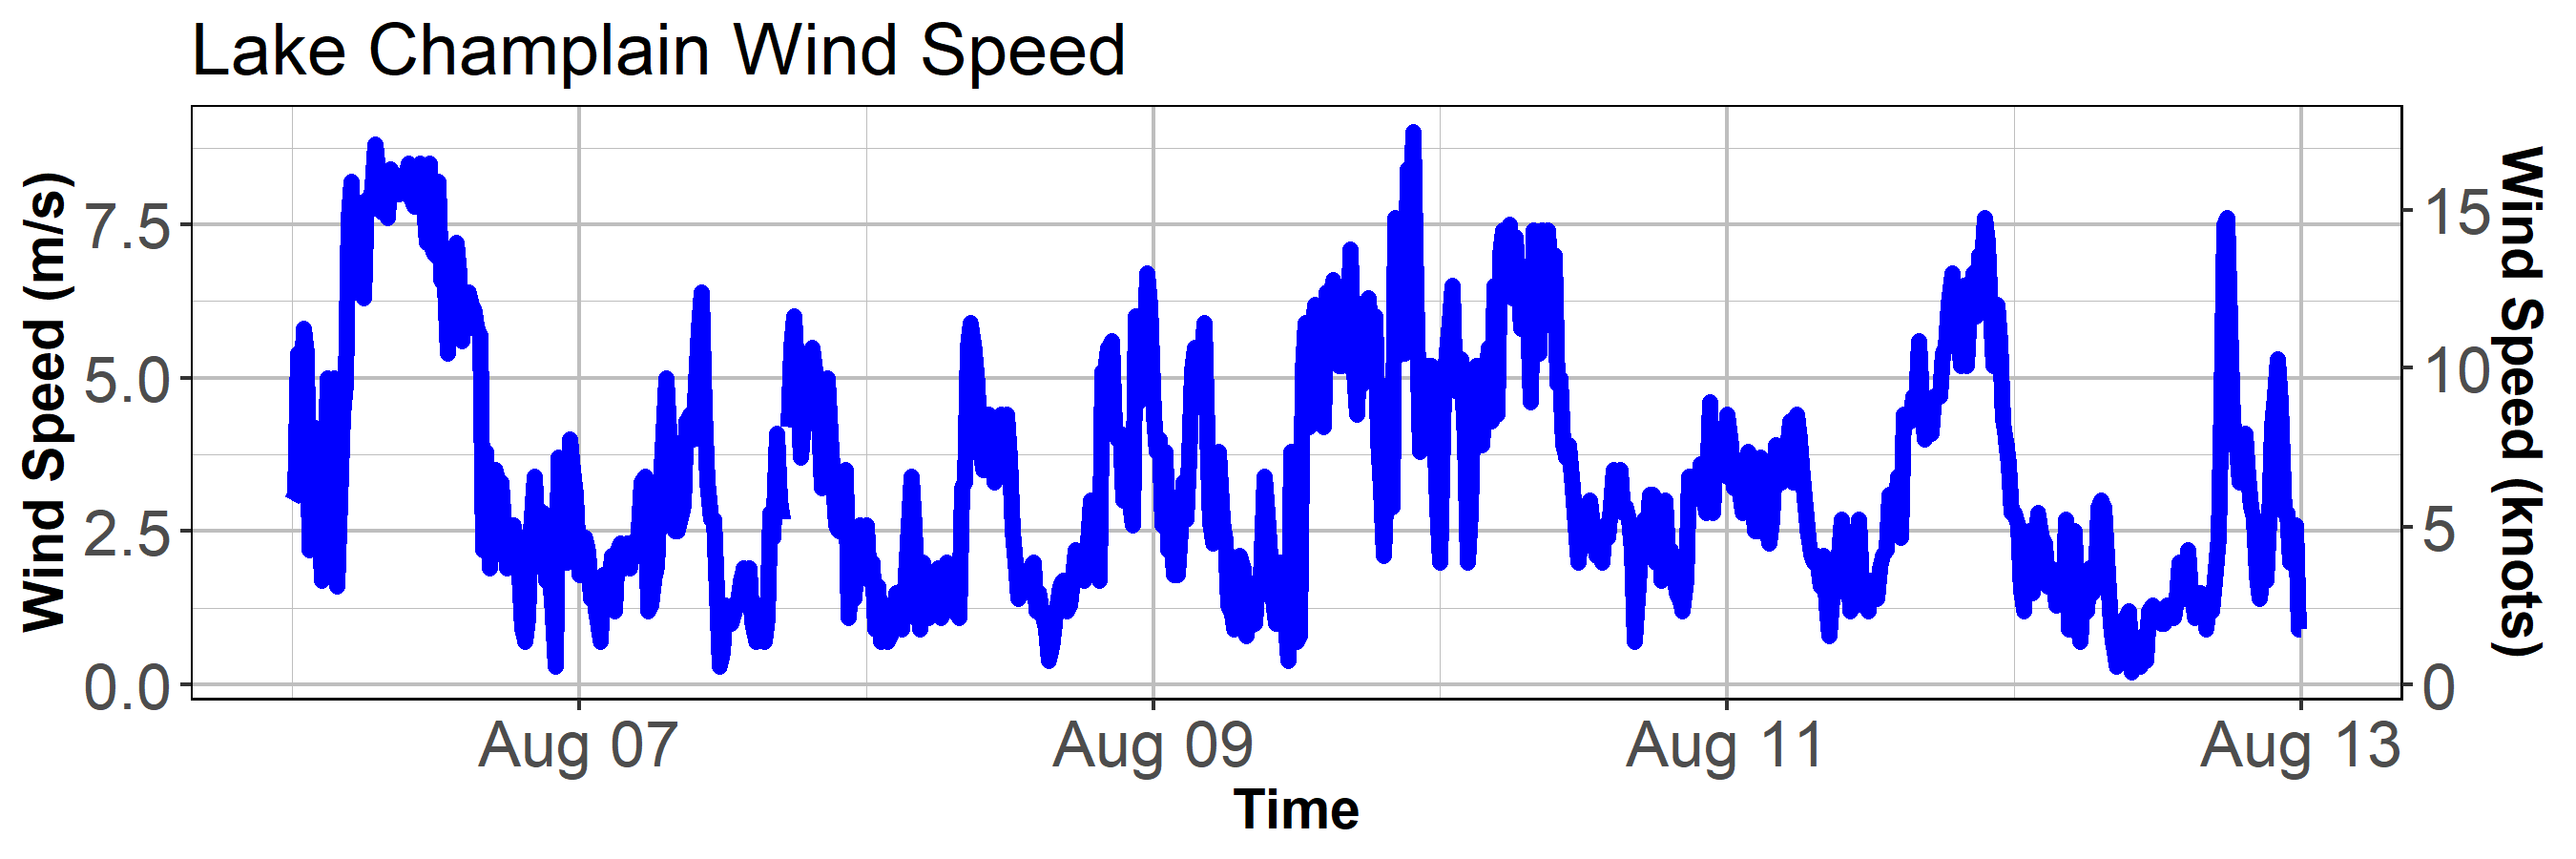 Lake Champlain Wind Speed
Wind Speed (m/s)
7.5
5.0
2.5
0.0
15
10
5
0
Wind Speed (knots)
Aug 07
Aug 09
Aug 11
Aug 13
Time